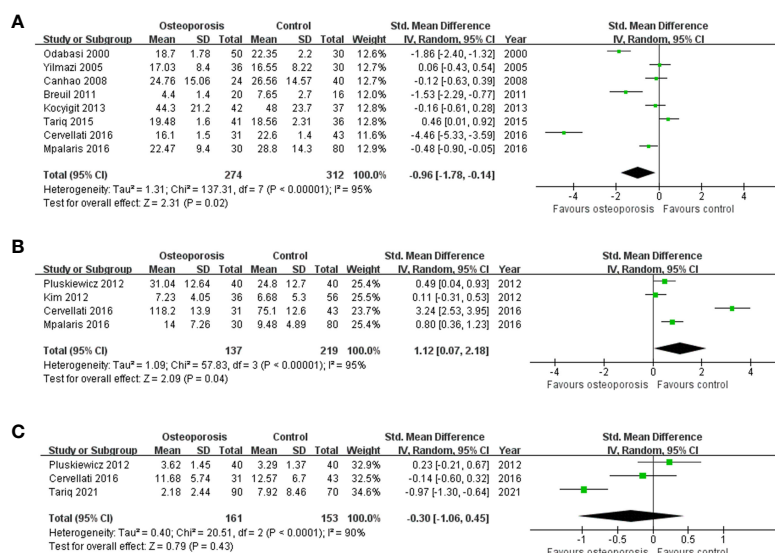 A
Osteoporosis Control Std. Mean Difference Std. Mean Difference
Study or Subgroup Mean SD Total Mean SD Total Weight IV, Random, 95% CI Year IV, Random, 95% CI
Odabasi 2000 18.7 1.78 50 22.35 2.2 30 12.6% -1.86 [-2.40, -1.32] 2000
Yilmazi 2005 17.03 8.4 36 16.55 8.22 30 12.7% 0.06 [-0.43, 0.54] 2005
Canhao 2008 24.76 15.06 24 26.56 14.57 40 12.7% -0.12 [-0.63, 0.39] 2008
Breuil 2011 4.4 1.4 20 7.65 2.7 16 12.1% -1.53 [-2.29, -0.77] 2011
Kocyigit 2013 44.3 21.2 42 48 23.7 37 12.8% -0.16 [-0.61, 0.28] 2013
Tariq 2015 19.48 1.6 41 18.56 2.31 36 12.8% 0.46 [0.01, 0.92] 2015
Cervellati 2016 16.1 1.5 31 22.6 1.4 43 11.7% -4.46 [-5.33, -3.59] 2016
Mpalaris 2016 22.47 9.4 30 28.8 14.3 80 12.8% -0.48 [-0.90, -0.05] 2016
Total (95% CI) 274 312 100.0% -0.96 [-1.78, -0.14]
Heterogeneity: Tau² = 1.31; Chi² = 137.31, df = 7 (P < 0.00001); I² = 95%
Test for overall effect: Z = 2.31 (P = 0.02)
-4 -2 0 2 4
Favours osteoporosis Favours control
B
Osteoporosis Control Std. Mean Difference Std. Mean Difference
Study or Subgroup Mean SD Total Mean SD Total Weight IV, Random, 95% CI Year IV, Random, 95% CI
Pluskiewicz 2012 31.04 12.64 40 24.8 12.7 40 25.4% 0.49 [0.04, 0.93] 2012
Kim 2012 7.23 4.05 36 6.68 5.3 56 25.5% 0.11 [-0.31, 0.53] 2012
Cervellati 2016 118.2 13.9 31 75.1 12.6 43 23.7% 3.24 [2.53, 3.95] 2016
Mpalaris 2016 14 7.26 30 9.48 4.89 80 25.4% 0.80 [0.36, 1.23] 2016
Total (95% CI) 137 219 100.0% 1.12 [0.07, 2.18]
Heterogeneity: Tau² = 1.09; Chi² = 57.83, df = 3 (P < 0.00001); I² = 95%
Test for overall effect: Z = 2.09 (P = 0.04)
-4 -2 0 2 4
Favours osteoporosis Favours control
C
Osteoporosis Control Std. Mean Difference Std. Mean Difference
Study or Subgroup Mean SD Total Mean SD Total Weight IV, Random, 95% CI Year IV, Random, 95% CI
Pluskiewicz 2012 3.62 1.45 40 3.29 1.37 40 32.9% 0.23 [-0.21, 0.67] 2012
Cervellati 2016 11.68 5.74 31 12.57 6.7 43 32.7% -0.14 [-0.60, 0.32] 2016
Tariq 2021 2.18 2.44 90 7.92 8.46 70 34.4% -0.97 [-1.30, -0.64] 2021
Total (95% CI) 161 153 100.0% -0.30 [-1.06, 0.45]
Heterogeneity: Tau² = 0.40; Chi² = 20.51, df = 2 (P < 0.0001); I² = 90%
Test for overall effect: Z = 0.79 (P = 0.43)
-1 -0.5 0 0.5 1
Favours osteoporosis Favours control